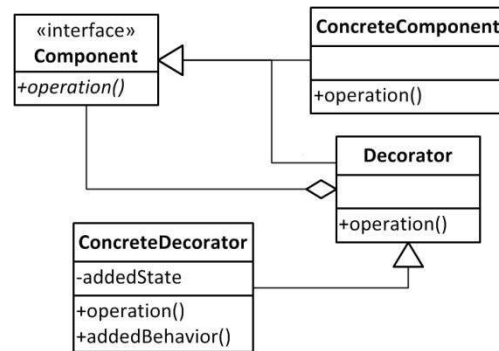 «interface»
Component
+operation()
ConcreteComponent
+operation()
Decorator
+operation()
ConcreteDecorator
-addedState
+operation()
+addedBehavior()